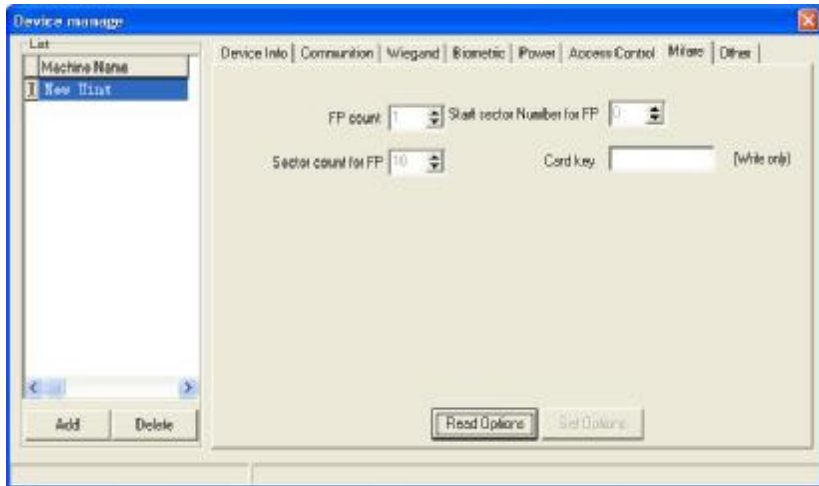 Device manage
List
Machine Name
New Uint
Device Info Communition Wiegand Biometric Power Access Control Mifare Other
FP count 1 Start sector Number for FP 0
Sector count for FP 10 Card key (Write only)
Add Delete Read Options Set Options